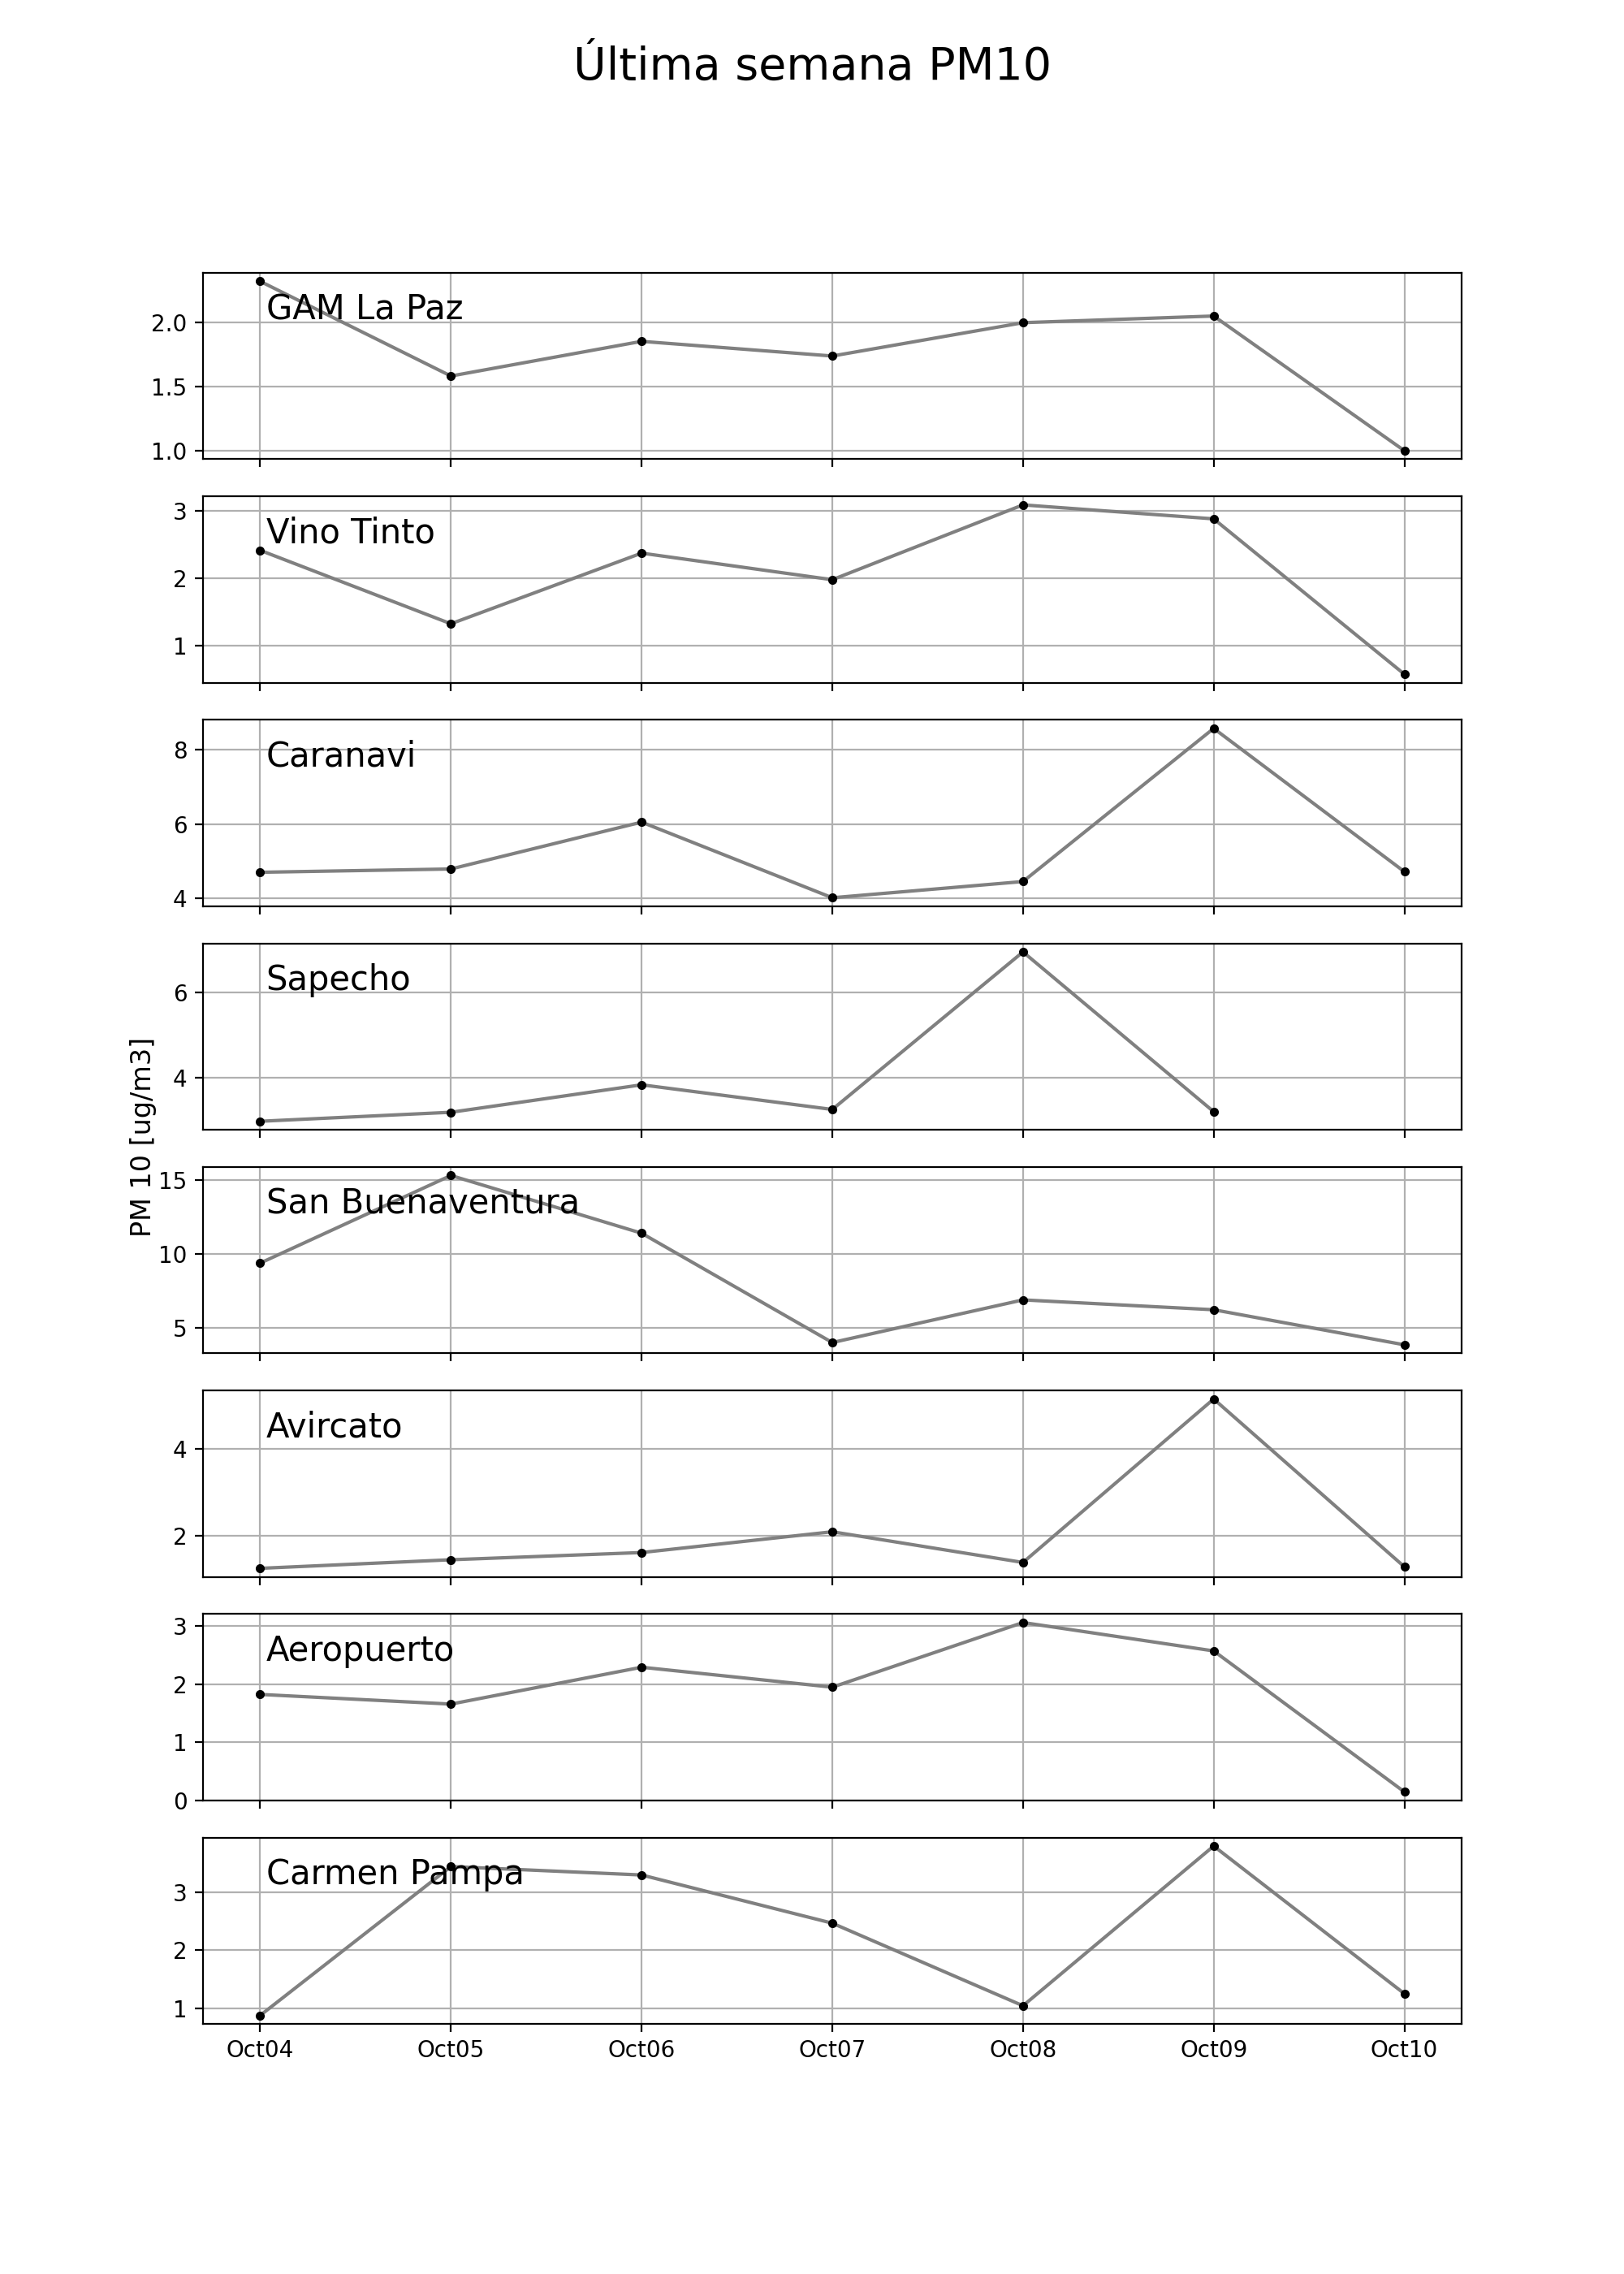 Última semana PM10
GAM La Paz
2.0
1.5
1.0
Vino Tinto
3
2
1
Caranavi
8
6
4
Sapecho
6
4
PM 10 [ug/m3]
San Buenaventura
15
10
5
Avircato
4
2
Aeropuerto
3
2
1
0
Carmen Pampa
3
2
1
Oct04 Oct05 Oct06 Oct07 Oct08 Oct09 Oct10